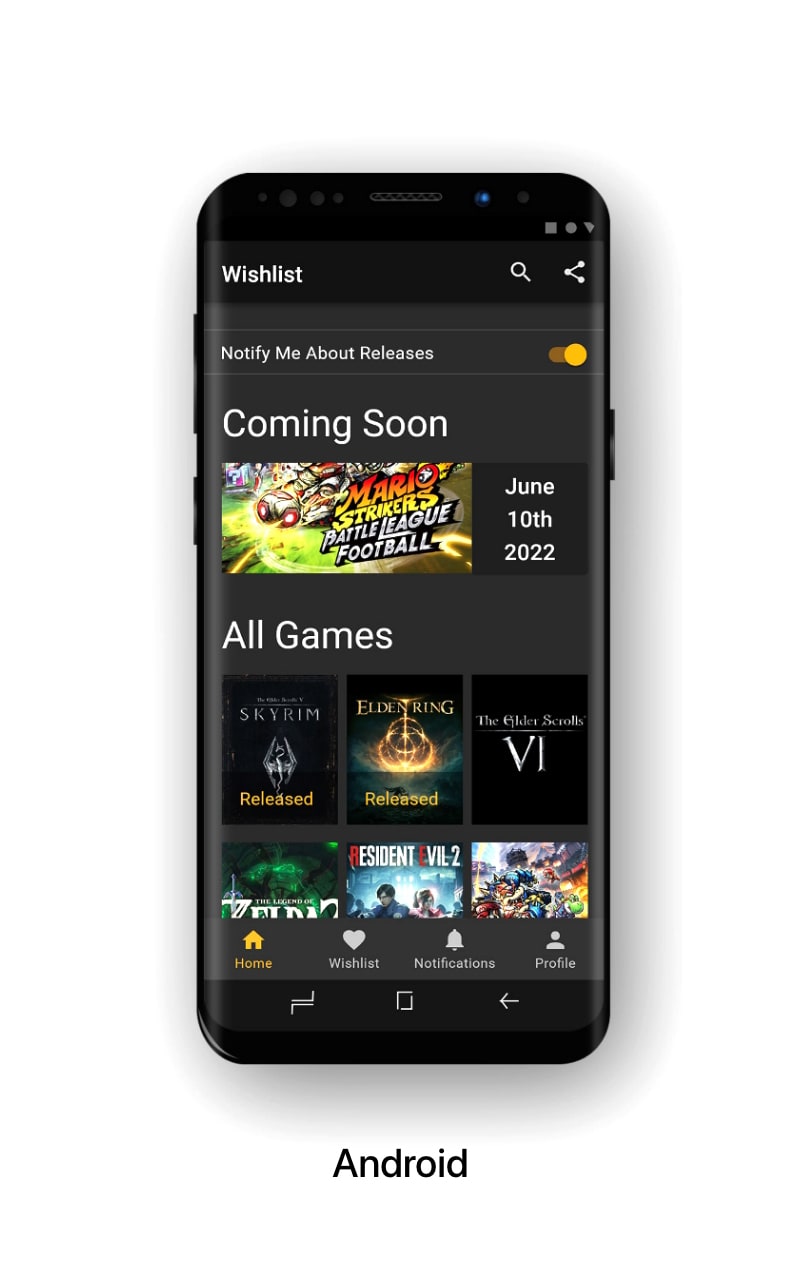 Wishlist
Notify Me About Releases
Coming Soon
MARIO
STRIKERS
BATTLE LEAGUE
FOOTBALL
June
10th
2022
All Games
The Elder Scrolls V
SKYRIM
Released
ELDEN RING
Released
The Elder Scrolls
VI
THE LEGEND OF
ZELDA
RESIDENT EVIL 2
Home
Wishlist
Notifications
Profile
Android